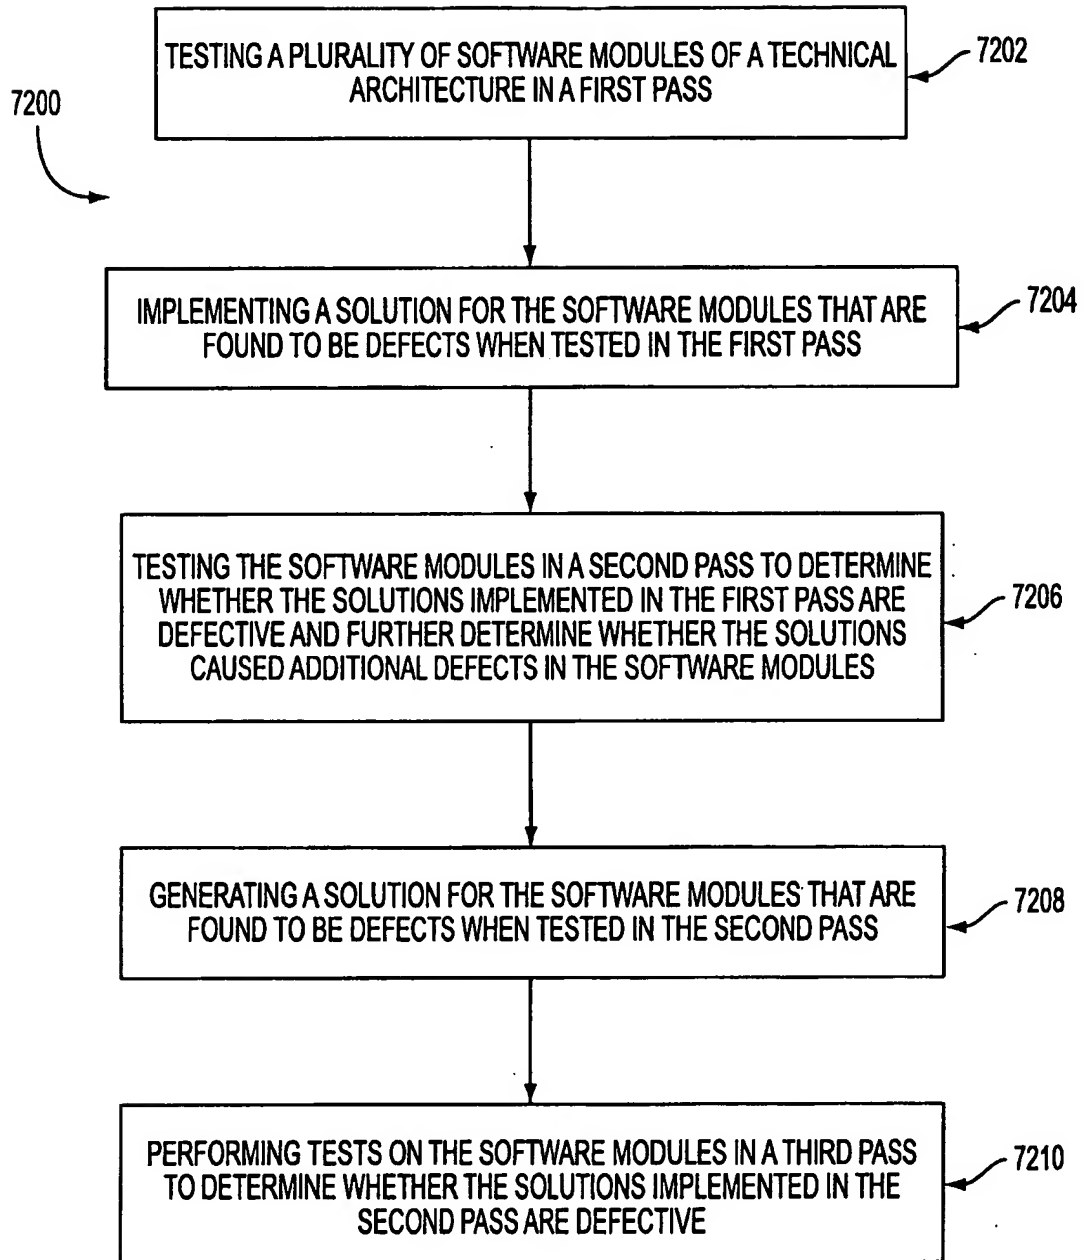 TESTING A PLURALITY OF SOFTWARE MODULES OF A TECHNICAL
ARCHITECTURE IN A FIRST PASS
7202
7200
IMPLEMENTING A SOLUTION FOR THE SOFTWARE MODULES THAT ARE
FOUND TO BE DEFECTS WHEN TESTED IN THE FIRST PASS
7204
TESTING THE SOFTWARE MODULES IN A SECOND PASS TO DETERMINE
WHETHER THE SOLUTIONS IMPLEMENTED IN THE FIRST PASS ARE
DEFECTIVE AND FURTHER DETERMINE WHETHER THE SOLUTIONS
CAUSED ADDITIONAL DEFECTS IN THE SOFTWARE MODULES
7206
GENERATING A SOLUTION FOR THE SOFTWARE MODULES THAT ARE
FOUND TO BE DEFECTS WHEN TESTED IN THE SECOND PASS
7208
PERFORMING TESTS ON THE SOFTWARE MODULES IN A THIRD PASS
TO DETERMINE WHETHER THE SOLUTIONS IMPLEMENTED IN THE
SECOND PASS ARE DEFECTIVE
7210